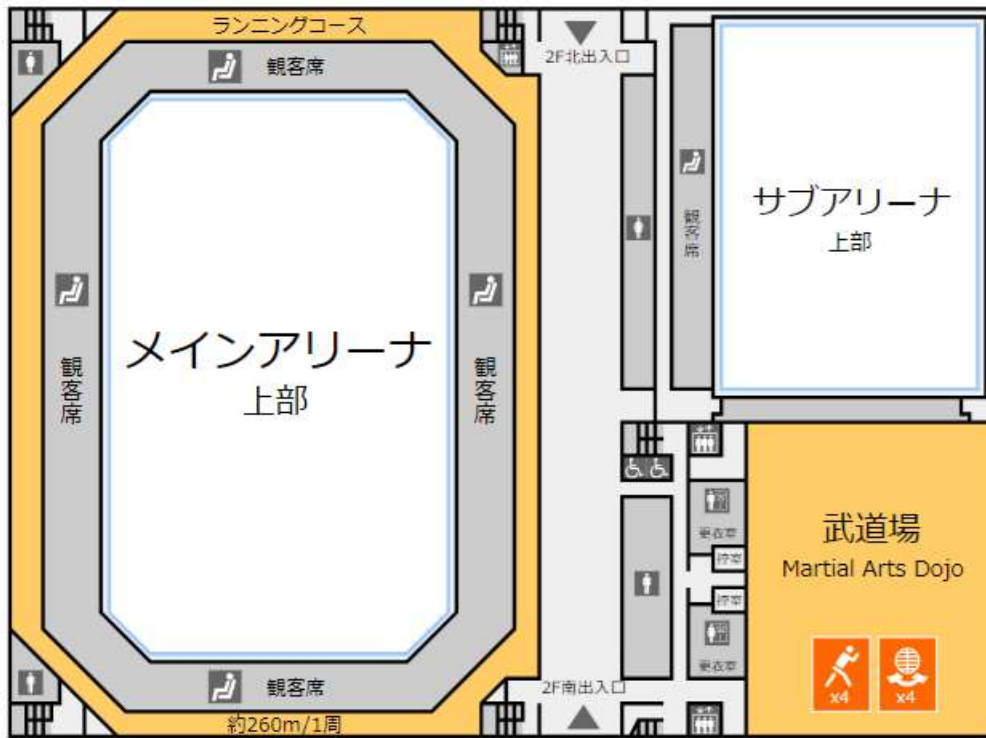 ランニングコース
観客席
2F北出入口
観客席
サブアリーナ
上部
メインアリーナ
上部
観客席
観客席
更衣室
控室
控室
更衣室
武道場
Martial Arts Dojo
x4
x4
観客席
2F南出入口
約260m/1周